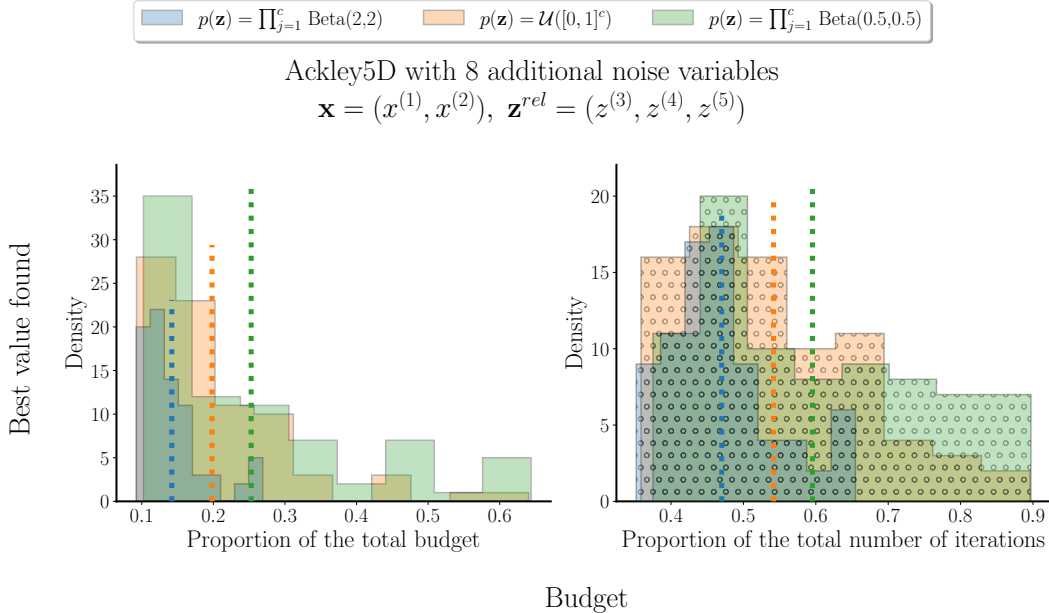 p(z) = ∏_{j=1}^{c} Beta(2,2) p(z) = U([0, 1]^c) p(z) = ∏_{j=1}^{c} Beta(0.5,0.5)
Ackley5D with 8 additional noise variables
x = (x^{(1)}, x^{(2)}), z^{rel} = (z^{(3)}, z^{(4)}, z^{(5)})
Best value found
Density
35
30
25
20
15
10
5
0
0.1 0.2 0.3 0.4 0.5 0.6
Proportion of the total budget
Density
20
15
10
5
0
0.4 0.5 0.6 0.7 0.8 0.9
Proportion of the total number of iterations
Budget